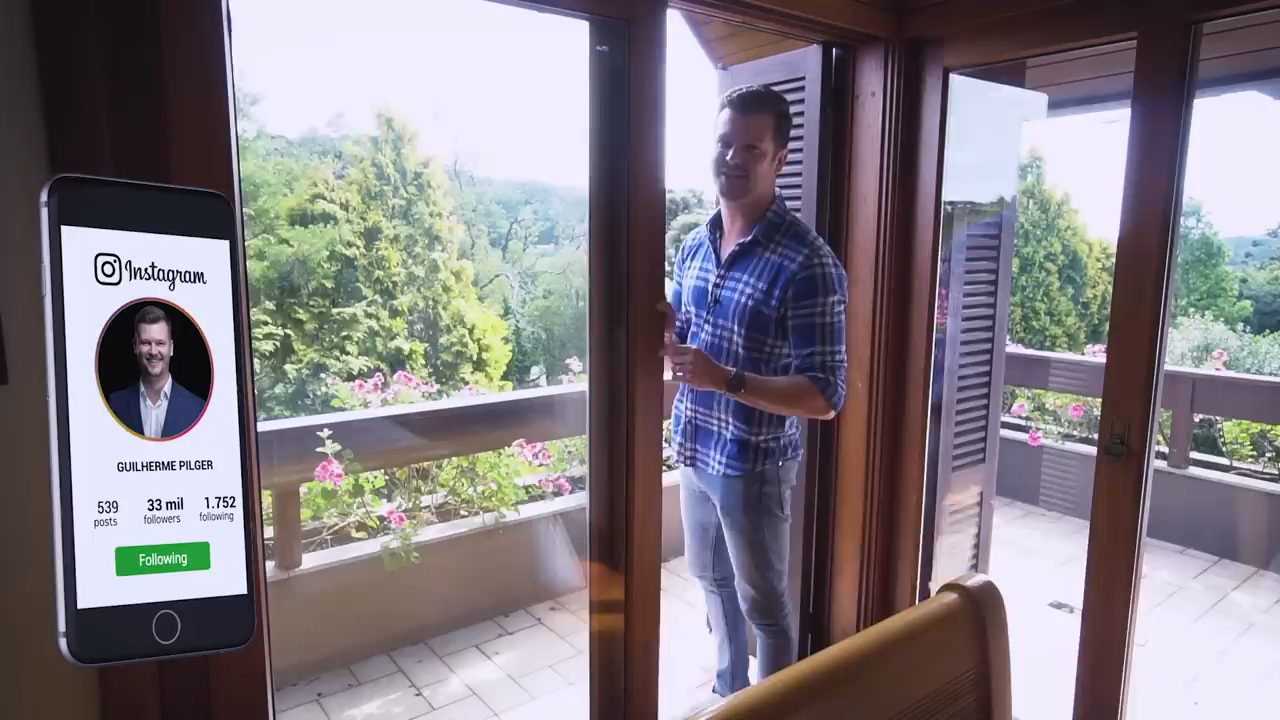 Instagram
GUILHERME PILGER
539 33 mil 1.752
posts followers following
Following